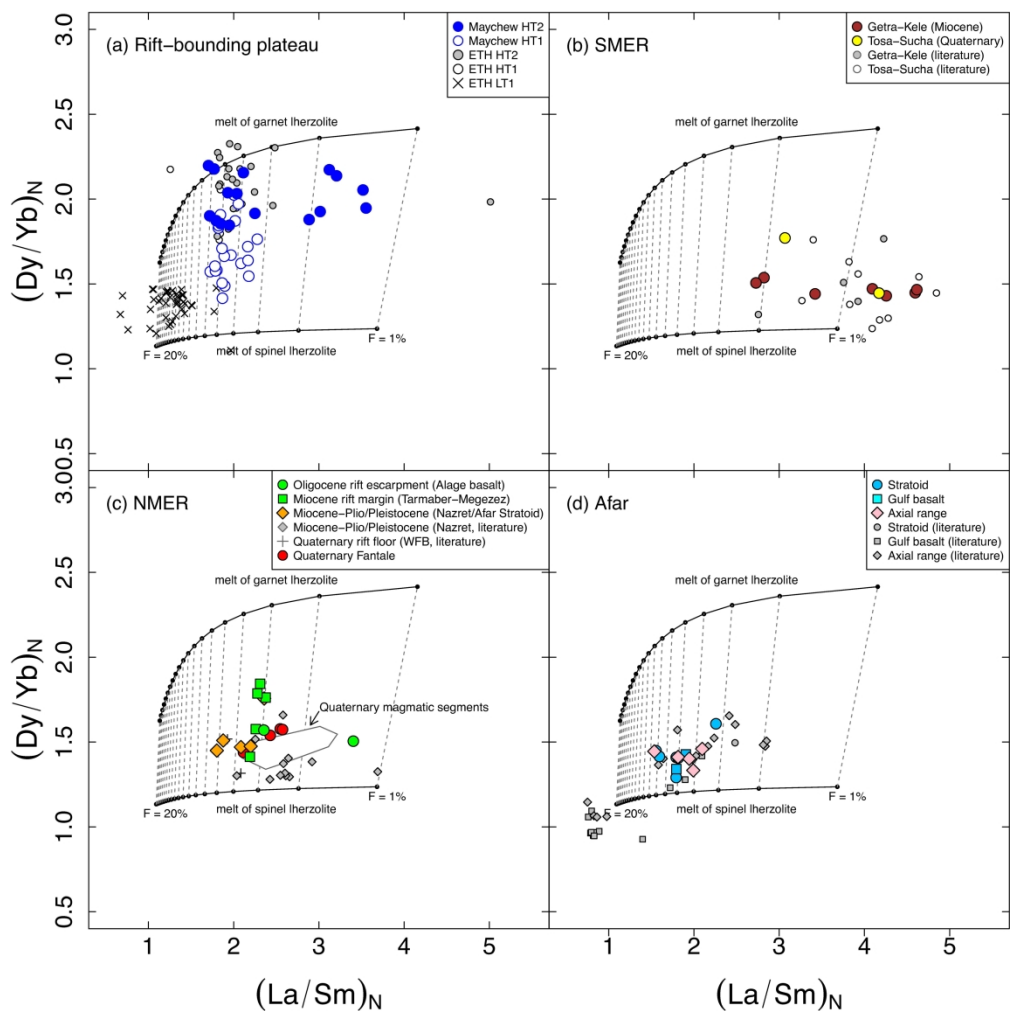 (a) Rift−bounding plateau
Maychew HT2
Maychew HT1
ETH HT2
ETH HT1
ETH LT1
melt of garnet lherzolite
melt of spinel lherzolite
F = 20%
F = 1%
(Dy/Yb)N
3.0
2.5
2.0
1.5
1.0
0.5
(b) SMER
Getra−Kele (Miocene)
Tosa−Sucha (Quaternary)
Getra−Kele (literature)
Tosa−Sucha (literature)
melt of garnet lherzolite
F = 1%
F = 20%
melt of spinel lherzolite
(c) NMER
Oligocene rift escarpment (Alage basalt)
Miocene rift margin (Tarmaber−Megezez)
Miocene−Plio/Pleistocene (Nazret/Afar Stratoid)
Miocene−Plio/Pleistocene (Nazret, literature)
Quaternary rift floor (WFB, literature)
Quaternary Fantale
melt of garnet lherzolite
Quaternary magmatic segments
F = 20%
F = 1%
melt of spinel lherzolite
(Dy/Yb)N
3.0
2.5
2.0
1.5
1.0
0.5
1 2 3 4 5
(La/Sm)N
(d) Afar
Stratoid
Gulf basalt
Axial range
Stratoid (literature)
Gulf basalt (literature)
Axial range (literature)
melt of garnet lherzolite
F = 20%
F = 1%
melt of spinel lherzolite
1 2 3 4 5
(La/Sm)N